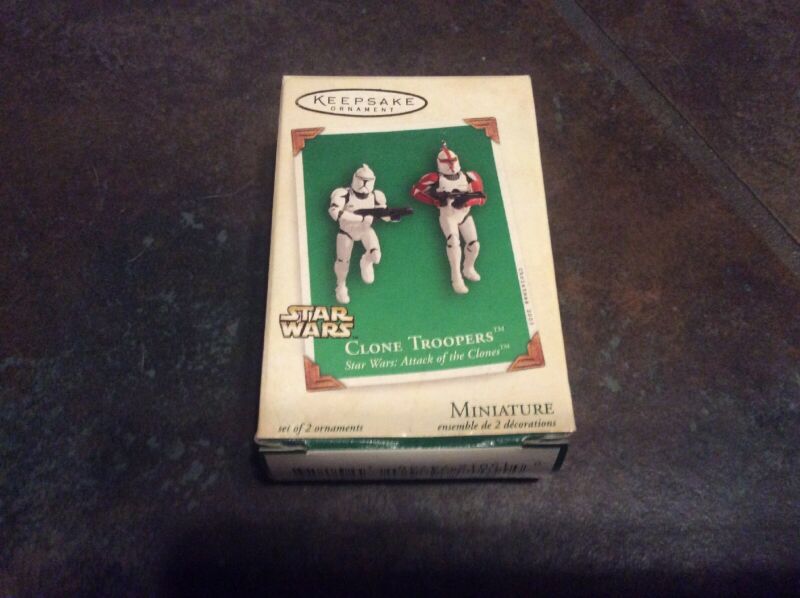 KEEPSAKE
ORNAMENT
STAR
WARS™
CLONE TROOPERS™
Star Wars: Attack of the Clones™
MINIATURE
set of 2 ornaments
ensemble de 2 décorations